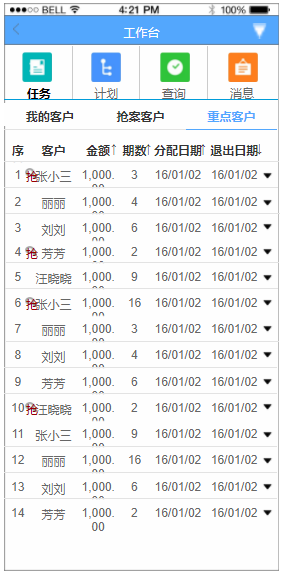 ●●●○○ BELL 4:21 PM 100%
工作台
任务 计划 查询 消息
我的客户 抢案客户 重点客户
序 客户 金额↑ 期数↑ 分配日期↑ 退出日期↓
1 抢 张小三 1,000.00 3 16/01/02 16/01/02
2 丽丽 1,000.00 4 16/01/02 16/01/02
3 刘刘 1,000.00 6 16/01/02 16/01/02
4 抢 芳芳 1,000.00 2 16/01/02 16/01/02
5 汪晓晓 1,000.00 9 16/01/02 16/01/02
6 抢 张小三 1,000.00 16 16/01/02 16/01/02
7 丽丽 1,000.00 3 16/01/02 16/01/02
8 刘刘 1,000.00 4 16/01/02 16/01/02
9 芳芳 1,000.00 6 16/01/02 16/01/02
10 抢 汪晓晓 1,000.00 2 16/01/02 16/01/02
11 张小三 1,000.00 9 16/01/02 16/01/02
12 丽丽 1,000.00 16 16/01/02 16/01/02
13 刘刘 1,000.00 6 16/01/02 16/01/02
14 芳芳 1,000.00 2 16/01/02 16/01/02